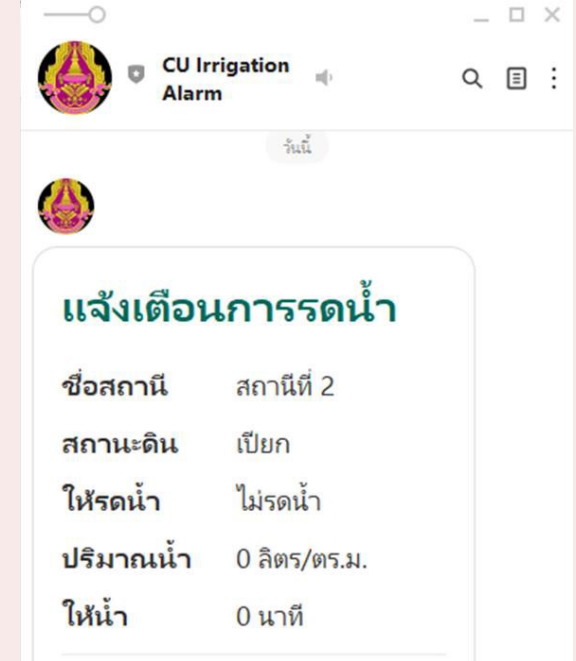 CU Irrigation
Alarm
วันนี้
แจ้งเตือนการรดน้ำ
ชื่อสถานี สถานีที่ 2
สถานะดิน เปียก
ให้รดน้ำ ไม่รดน้ำ
ปริมาณน้ำ 0 ลิตร/ตร.ม.
ให้น้ำ 0 นาที